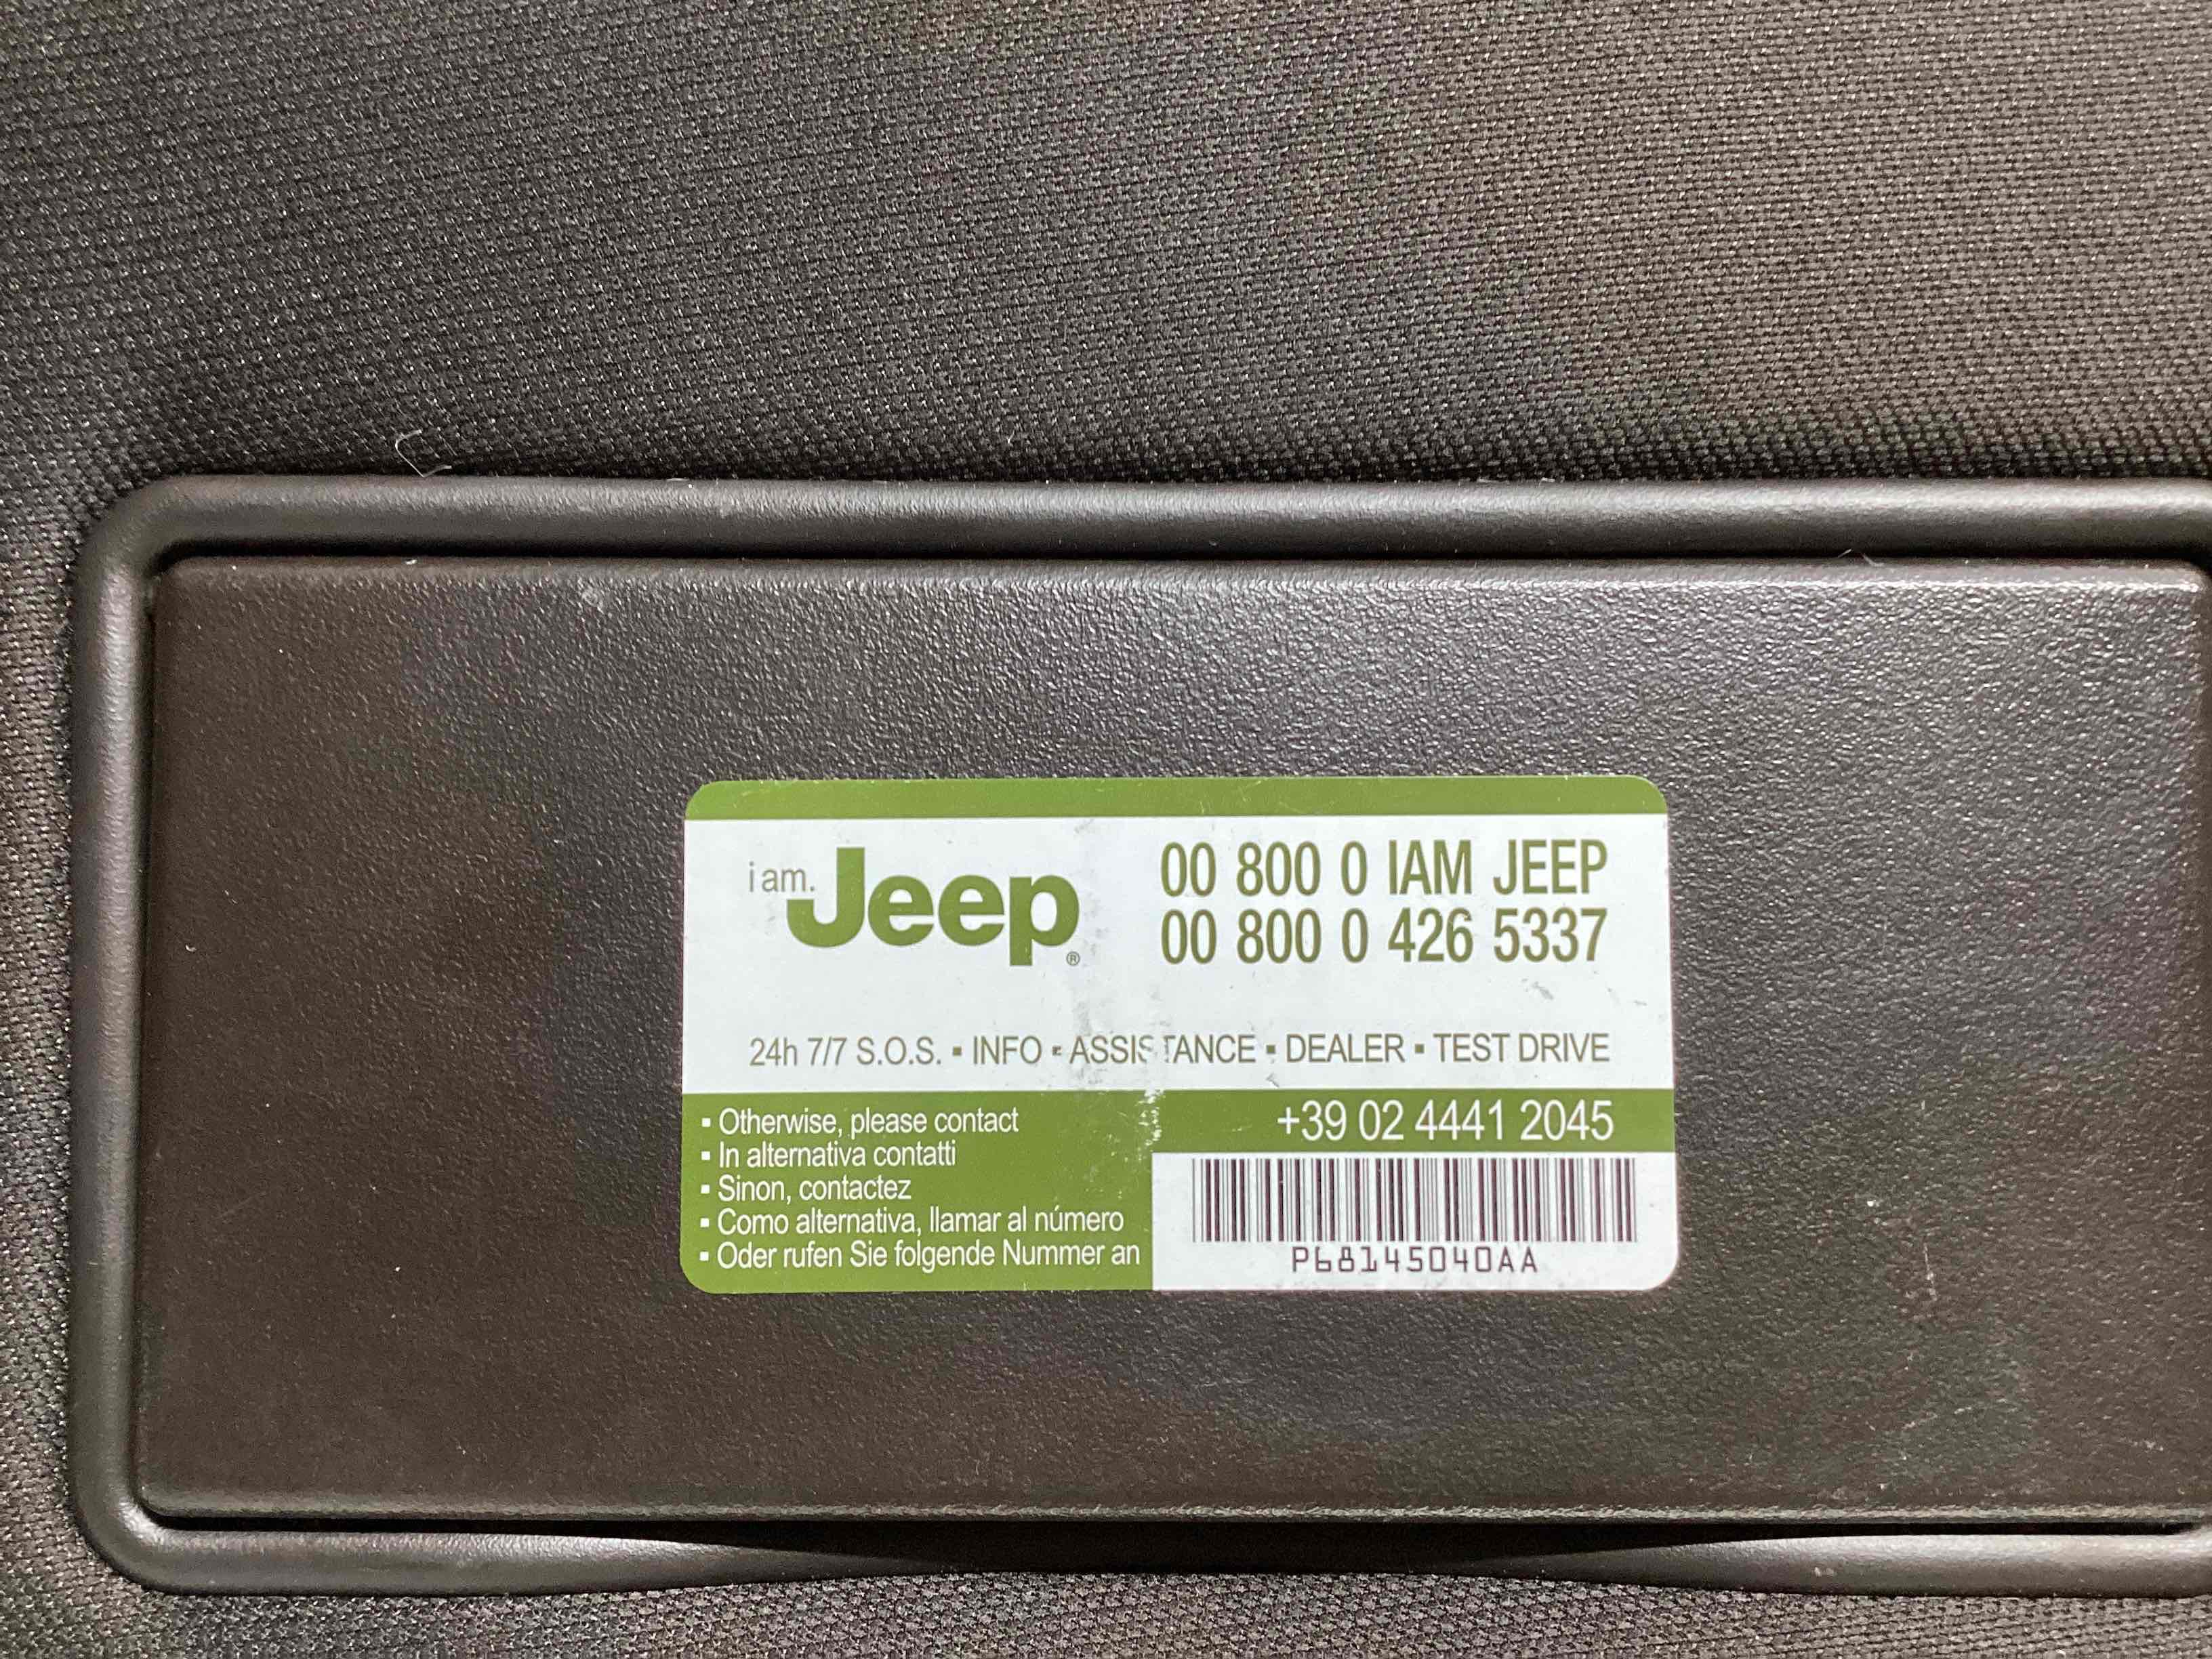 i am. Jeep®
00 800 0 IAM JEEP
00 800 0 426 5337
24h 7/7 S.O.S. ▪ INFO ▪ ASSISTANCE ▪ DEALER ▪ TEST DRIVE
▪ Otherwise, please contact
▪ In alternativa contatti
▪ Sinon, contactez
▪ Como alternativa, llamar al número
▪ Oder rufen Sie folgende Nummer an
+39 02 4441 2045
P68145040AA